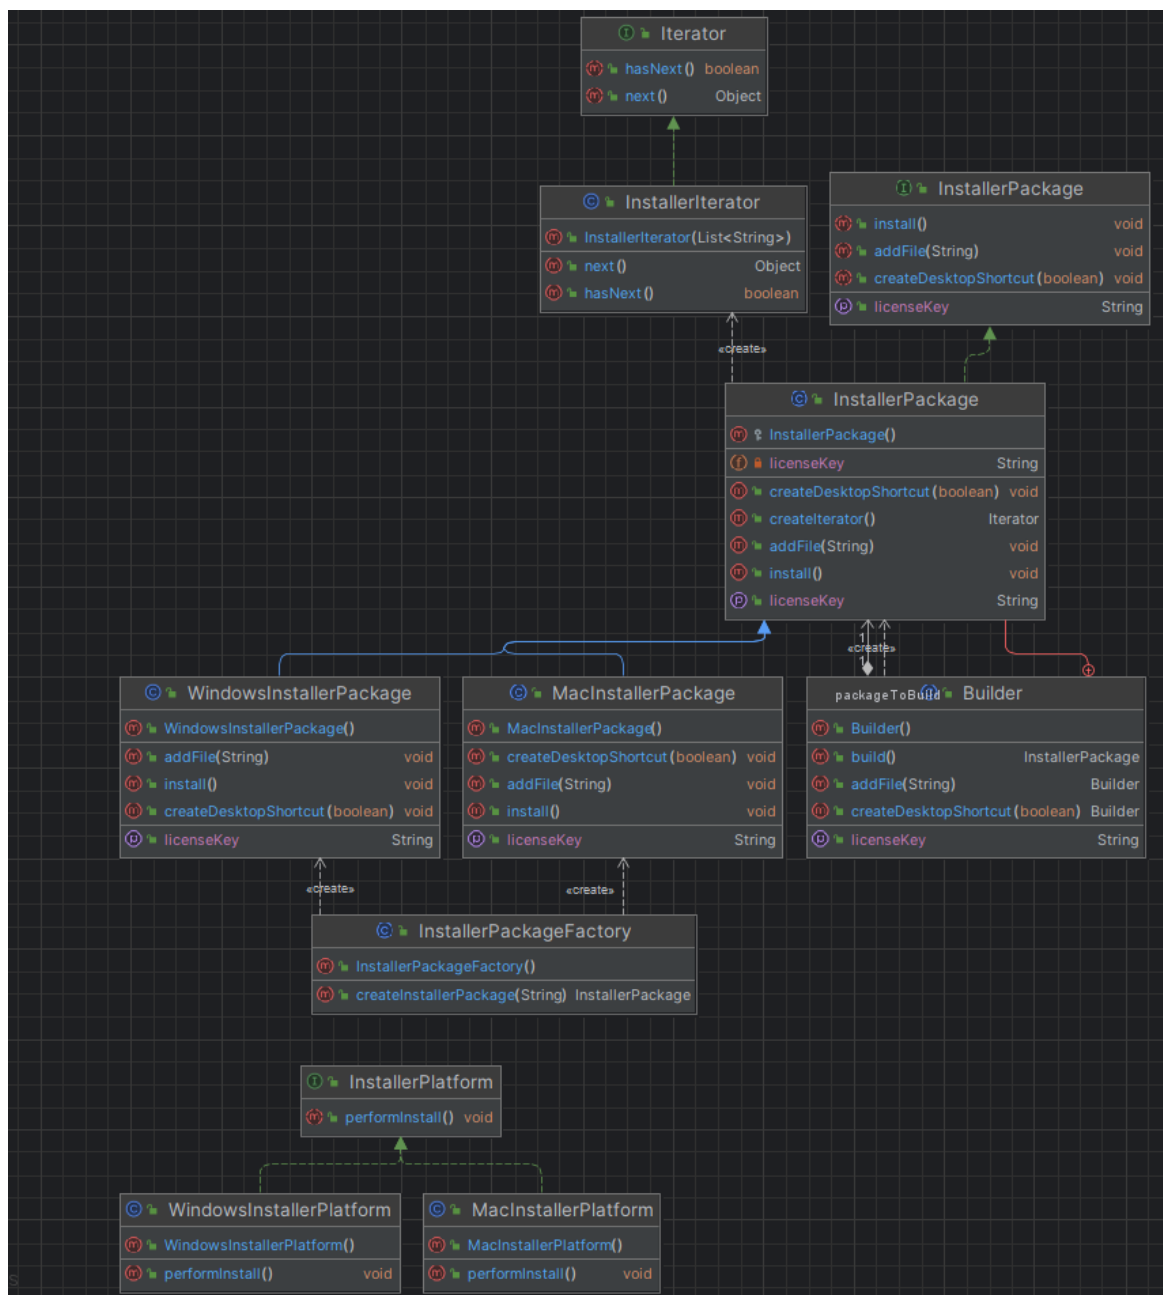 Iterator
hasNext() boolean
next() Object
InstallerIterator
InstallerIterator(List<String>)
next() Object
hasNext() boolean
InstallerPackage
install() void
addFile(String) void
createDesktopShortcut(boolean) void
licenseKey String
«create»
InstallerPackage
InstallerPackage()
licenseKey String
createDesktopShortcut(boolean) void
createIterator() Iterator
addFile(String) void
install() void
licenseKey String
1
«create»
1
WindowsInstallerPackage
WindowsInstallerPackage()
addFile(String) void
install() void
createDesktopShortcut(boolean) void
licenseKey String
MacInstallerPackage
MacInstallerPackage()
createDesktopShortcut(boolean) void
addFile(String) void
install() void
licenseKey String
packageToBuild
Builder
Builder()
build() InstallerPackage
addFile(String) Builder
createDesktopShortcut(boolean) Builder
licenseKey String
«create»
«create»
InstallerPackageFactory
InstallerPackageFactory()
createInstallerPackage(String) InstallerPackage
InstallerPlatform
performInstall() void
WindowsInstallerPlatform
WindowsInstallerPlatform()
performInstall() void
MacInstallerPlatform
MacInstallerPlatform()
performInstall() void